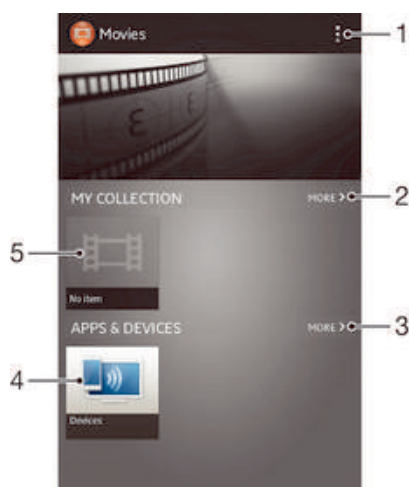 Movies
1
MY COLLECTION
MORE
2
5
No item
APPS & DEVICES
MORE
3
4
Devices